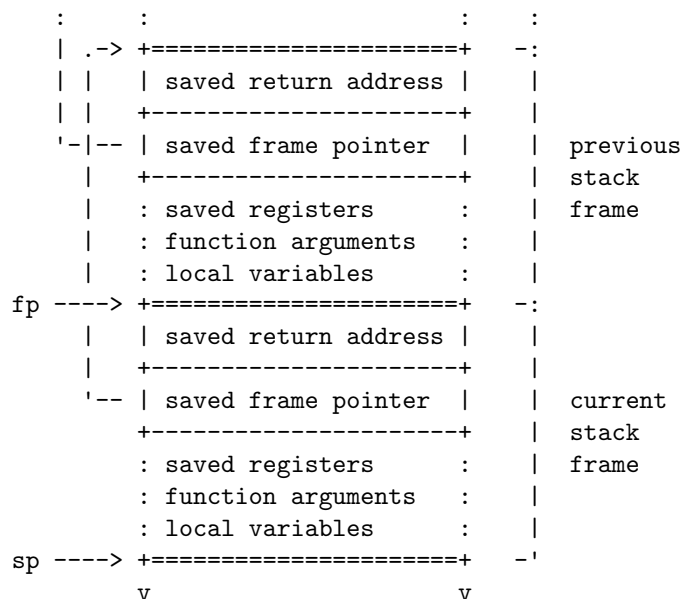 saved return address
saved frame pointer previous
stack
saved registers frame
function arguments
local variables
fp
saved return address
saved frame pointer current
stack
saved registers frame
function arguments
local variables
sp
v v